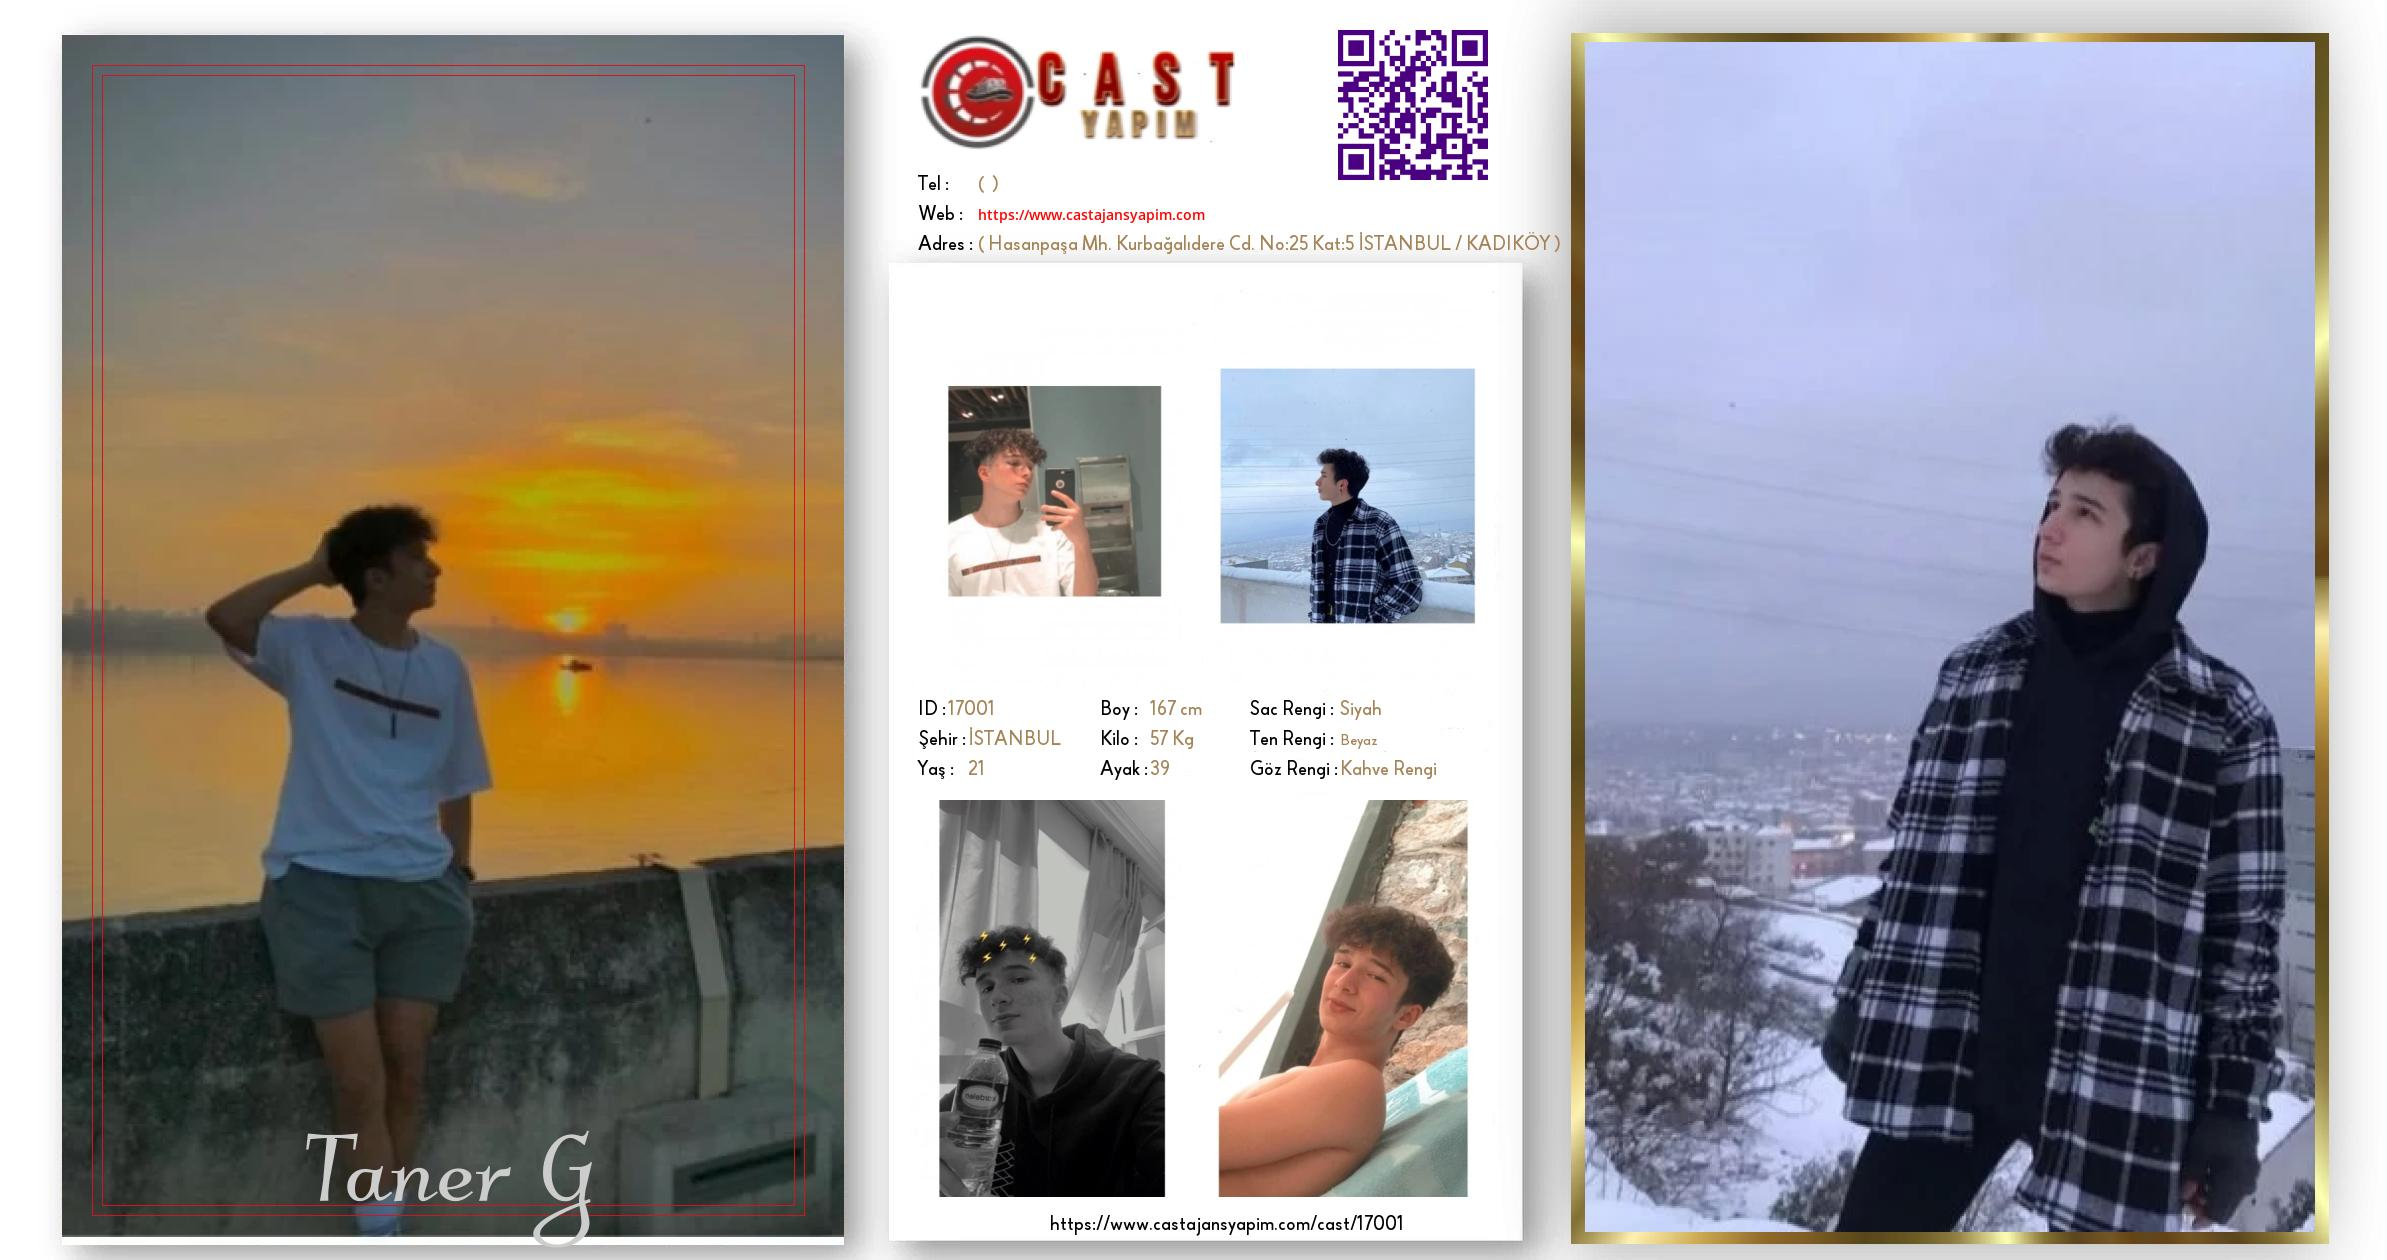 Taner G
CAST
YAPIM
Tel : ( )
Web : https://www.castajansyapim.com
Adres : ( Hasanpaşa Mh. Kurbağalıdere Cd. No:25 Kat:5 İSTANBUL / KADIKÖY )
ID : 17001 Boy : 167 cm Sac Rengi : Siyah
Şehir : İSTANBUL Kilo : 57 Kg Ten Rengi : Beyaz
Yaş : 21 Ayak : 39 Göz Rengi : Kahve Rengi
https://www.castajansyapim.com/cast/17001